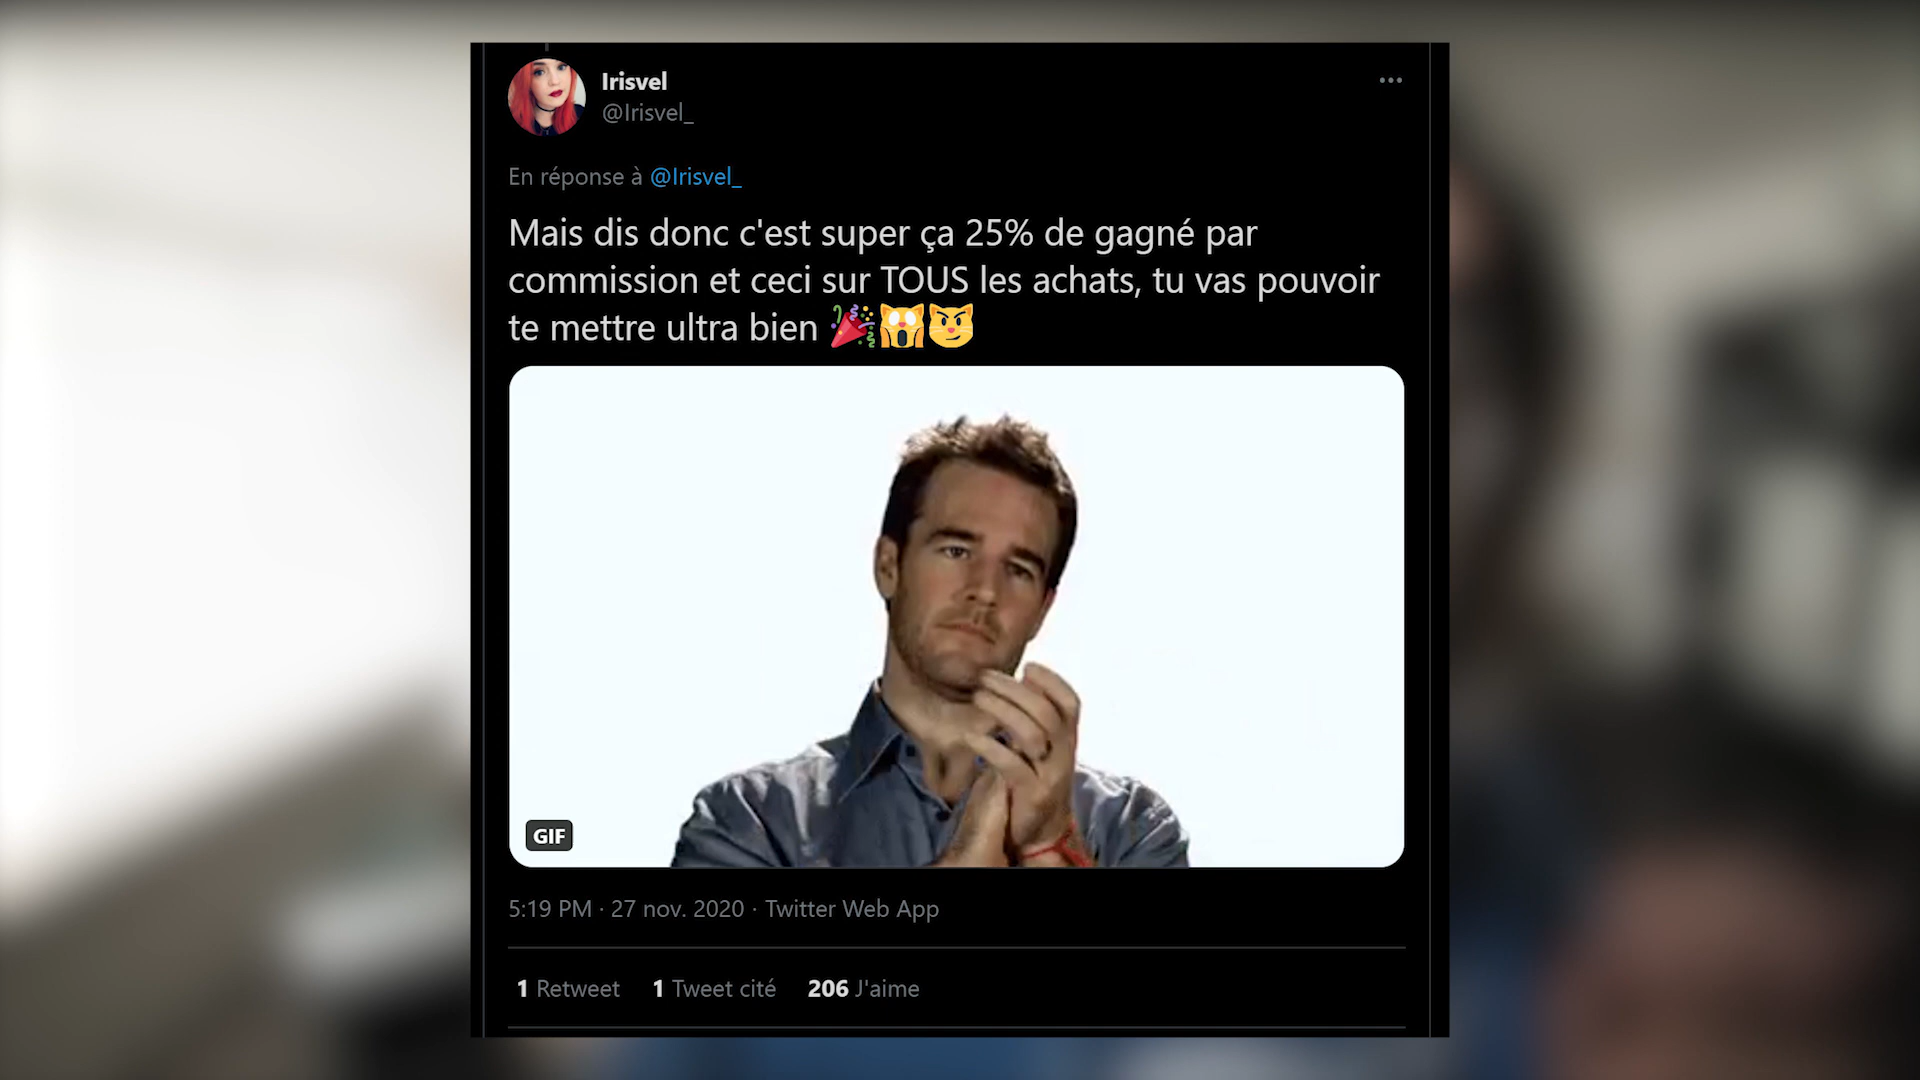 Irisvel
@Irisvel_
En réponse à @Irisvel_
Mais dis donc c'est super ça 25% de gagné par
commission et ceci sur TOUS les achats, tu vas pouvoir
te mettre ultra bien 🎉🙀😼
GIF
5:19 PM · 27 nov. 2020 · Twitter Web App
1 Retweet 1 Tweet cité 206 J'aime